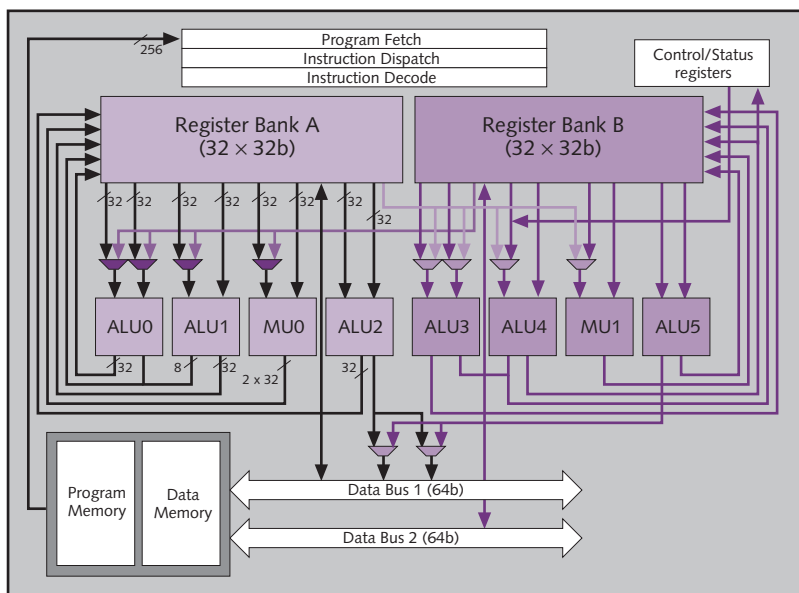 256
Program Fetch
Instruction Dispatch
Instruction Decode
Control/Status
registers
Register Bank A
(32 × 32b)
Register Bank B
(32 × 32b)
32
32
32
32
32
32
32
32
ALU0
ALU1
MU0
ALU2
ALU3
ALU4
MU1
ALU5
32
8
32
2 x 32
32
Program
Memory
Data
Memory
Data Bus 1 (64b)
Data Bus 2 (64b)